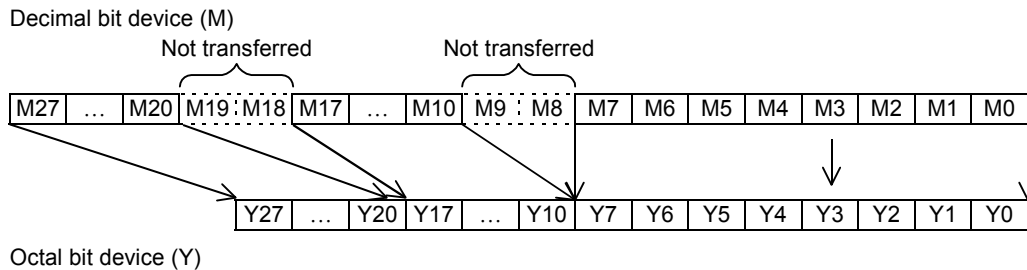 Decimal bit device (M)
Not transferred Not transferred
M27 … M20 M19 M18 M17 … M10 M9 M8 M7 M6 M5 M4 M3 M2 M1 M0
Y27 … Y20 Y17 … Y10 Y7 Y6 Y5 Y4 Y3 Y2 Y1 Y0
Octal bit device (Y)